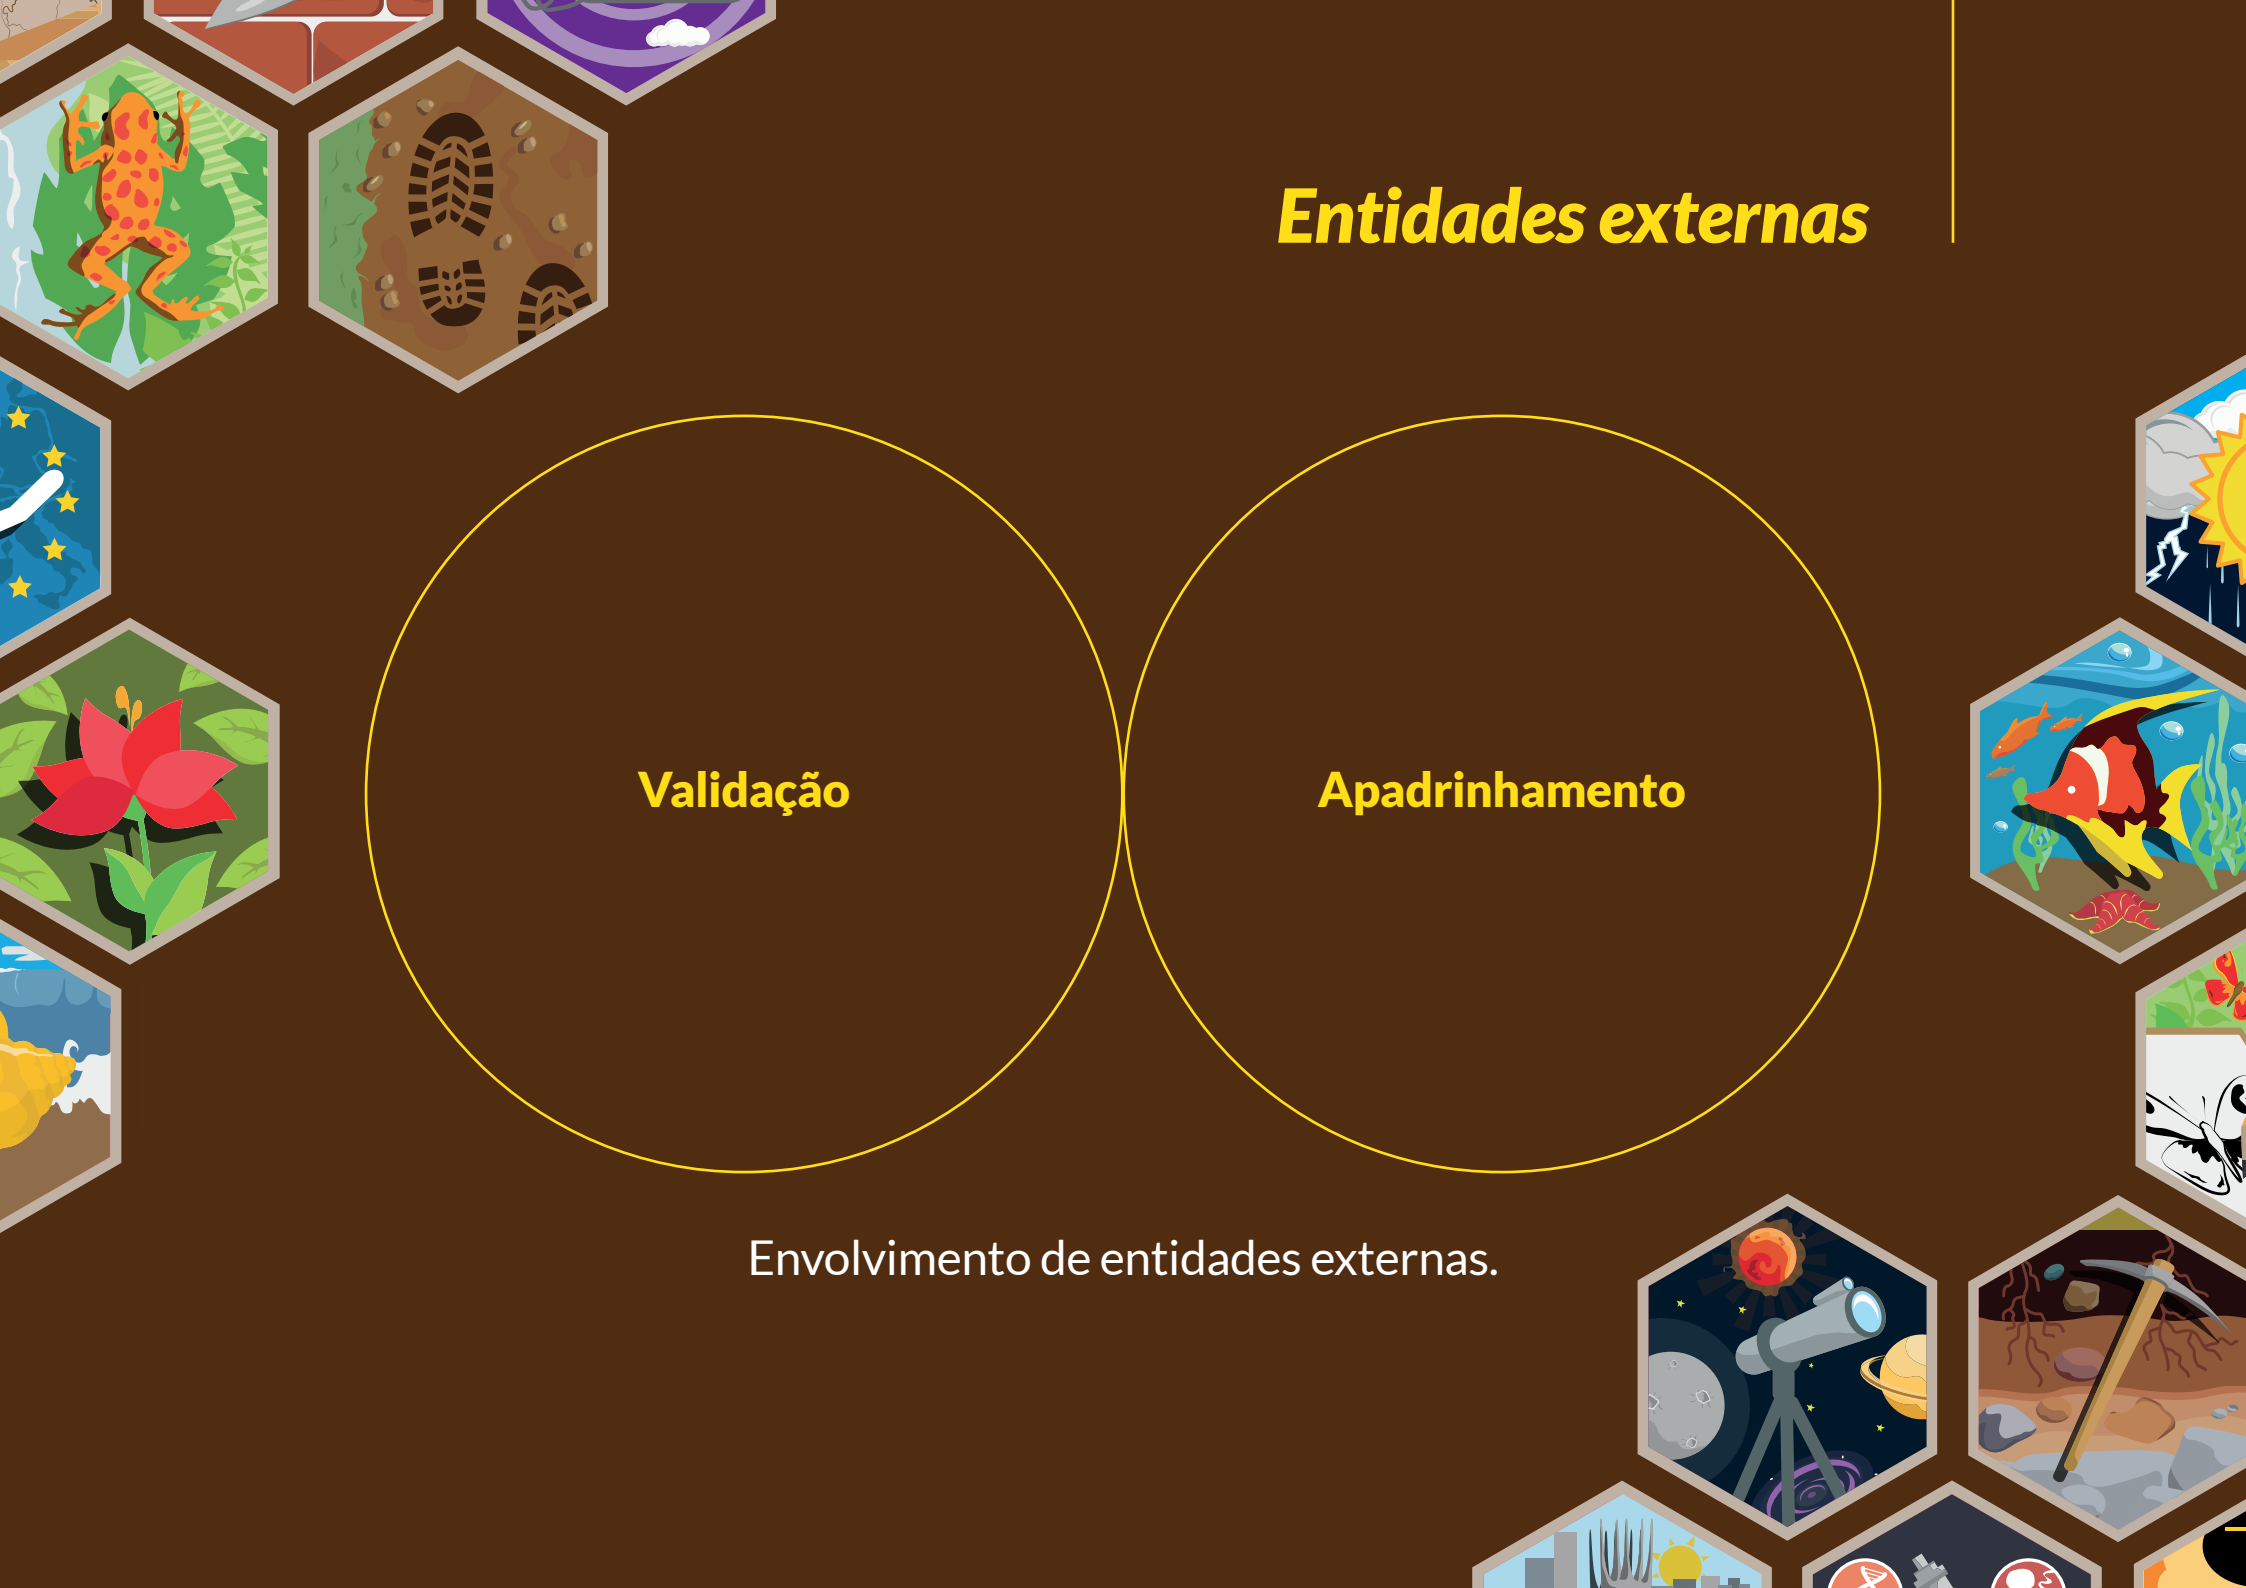 Entidades externas
Validação
Apadrinhamento
Envolvimento de entidades externas.